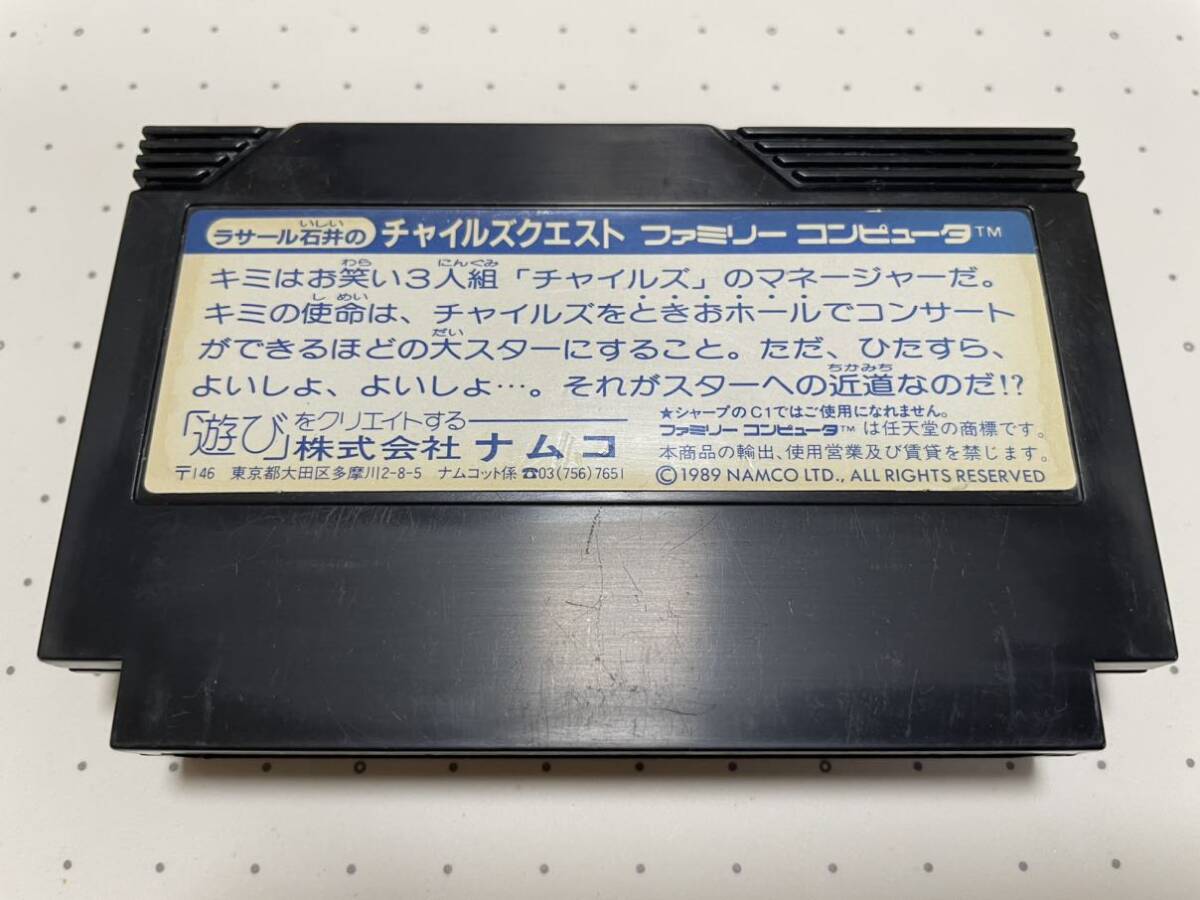 ラサール石井のチャイルズクエスト ファミリー コンピュータ™
キミはお笑い3人組「チャイルズ」のマネージャーだ。
キミの使命は、チャイルズをときおホールでコンサート
ができるほどの大スターにすること。ただ、ひたすら、
よいしょ、よいしょ…。それがスターへの近道なのだ!?
「遊び」をクリエイトする
株式会社 ナムコ
〒146 東京都大田区多摩川2-8-5 ナムコット係 ☎03(756)7651
★シャープのC1ではご使用になれません。
ファミリー コンピュータ™ は任天堂の商標です。
本商品の輸出、使用営業及び賃貸を禁じます。
©1989 NAMCO LTD., ALL RIGHTS RESERVED